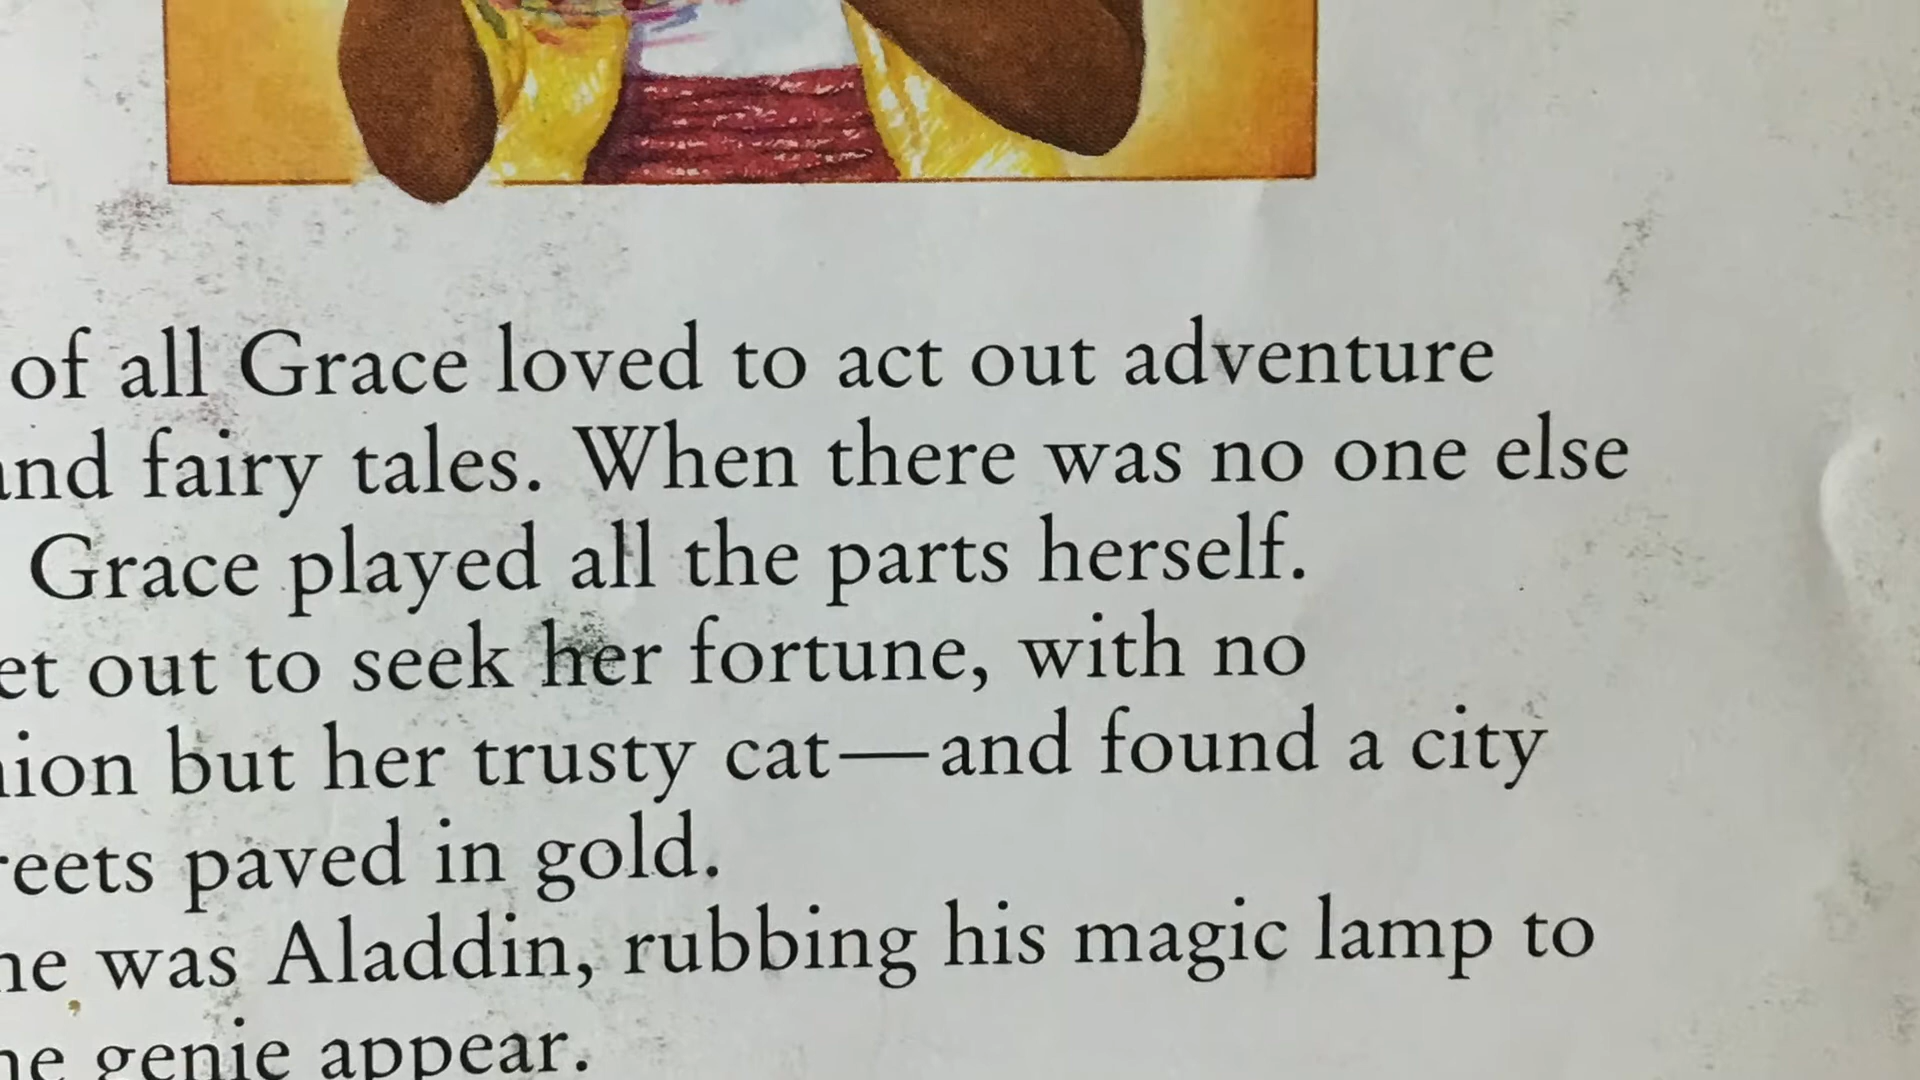 of all Grace loved to act out adventure
and fairy tales. When there was no one else
Grace played all the parts herself.
et out to seek her fortune, with no
ion but her trusty cat—and found a city
reets paved in gold.
he was Aladdin, rubbing his magic lamp to
he genie appear.